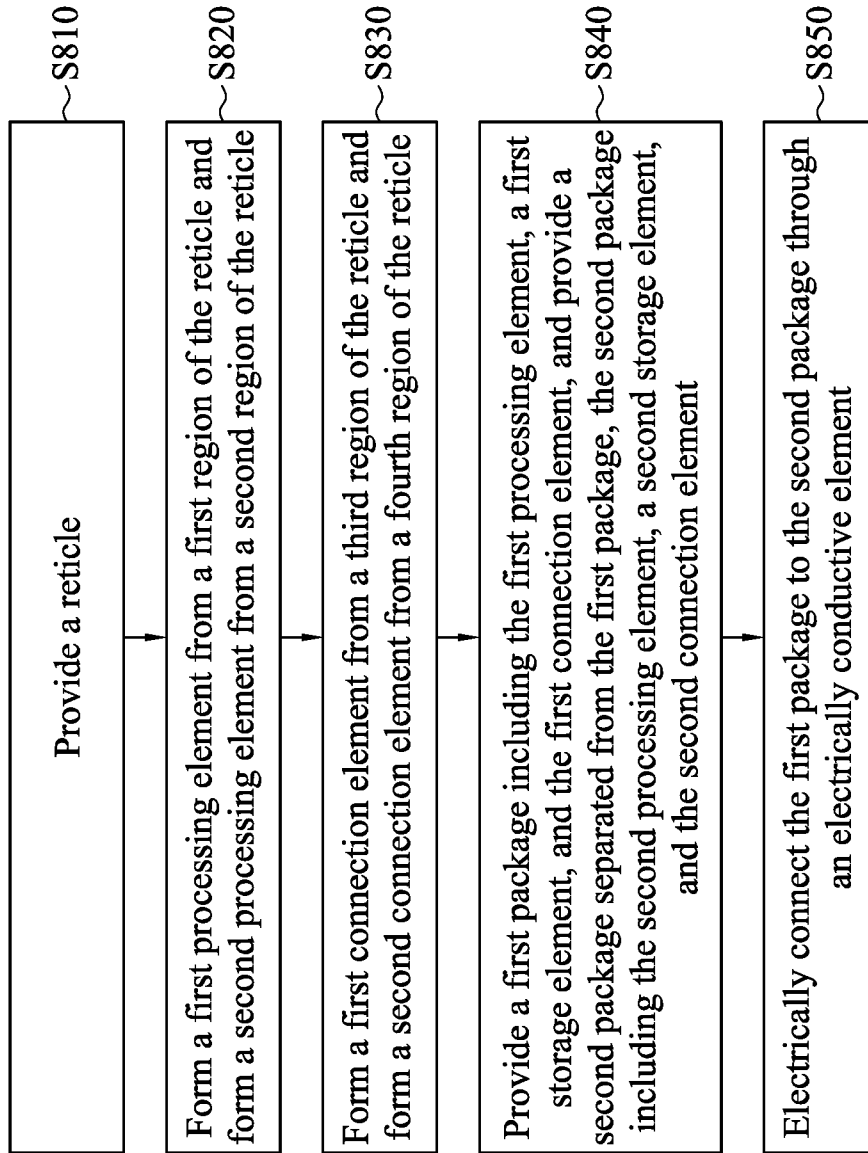 Provide a reticle
S810
Form a first processing element from a first region of the reticle and
form a second processing element from a second region of the reticle
S820
Form a first connection element from a third region of the reticle and
form a second connection element from a fourth region of the reticle
S830
Provide a first package including the first processing element, a first
storage element, and the first connection element, and provide a
second package separated from the first package, the second package
including the second processing element, a second storage element,
and the second connection element
S840
Electrically connect the first package to the second package through
an electrically conductive element
S850